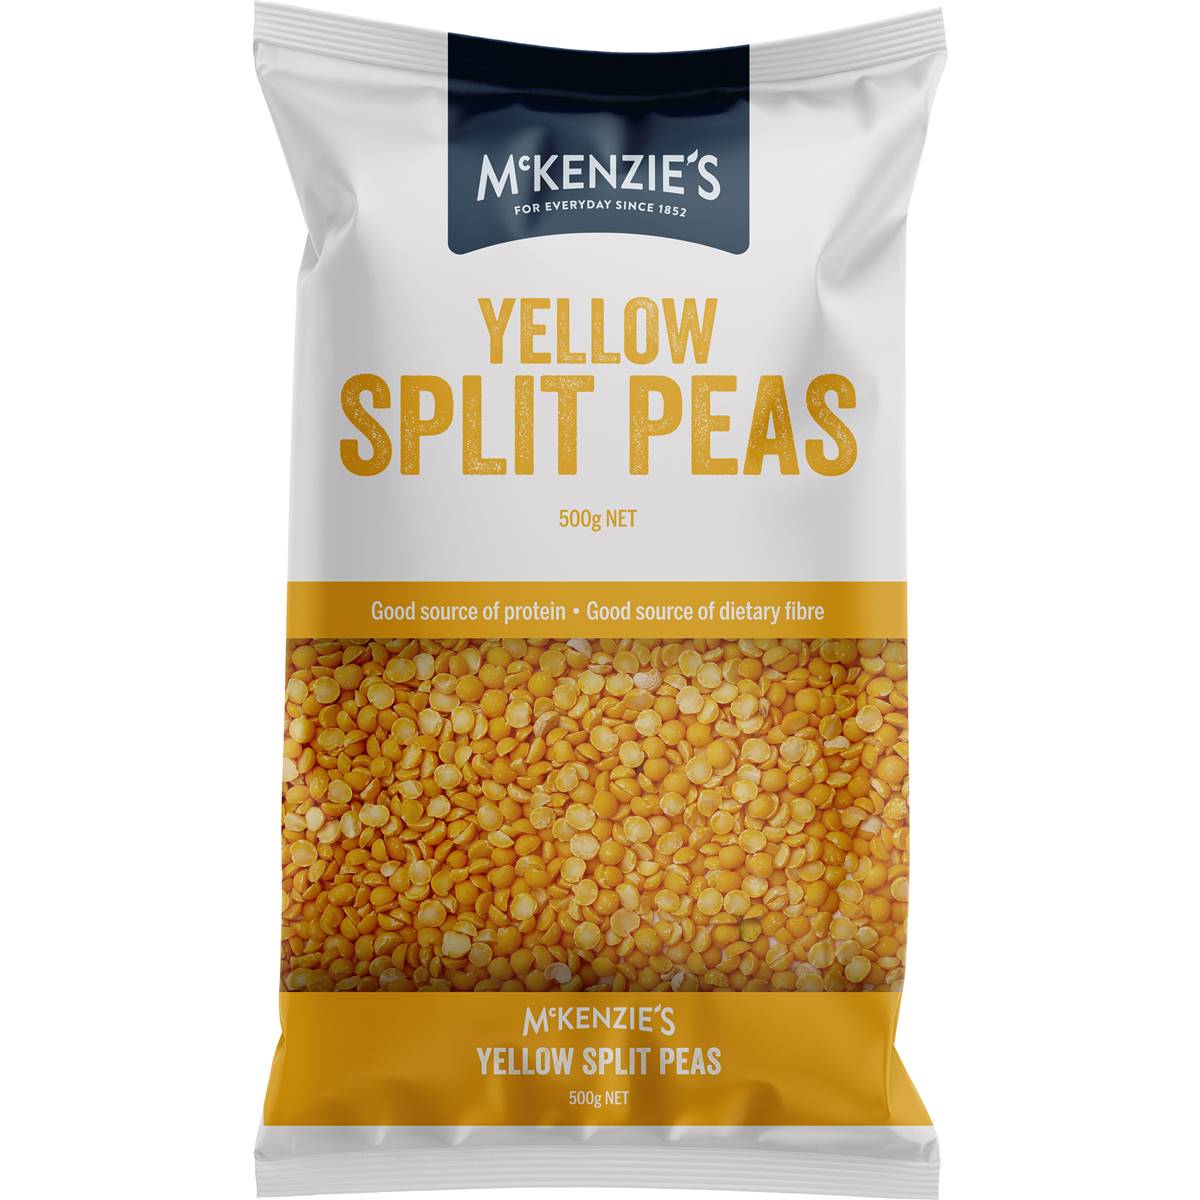 McKENZIE'S
FOR EVERYDAY SINCE 1852
YELLOW
SPLIT PEAS
500g NET
Good source of protein • Good source of dietary fibre
McKENZIE'S
YELLOW SPLIT PEAS
500g NET